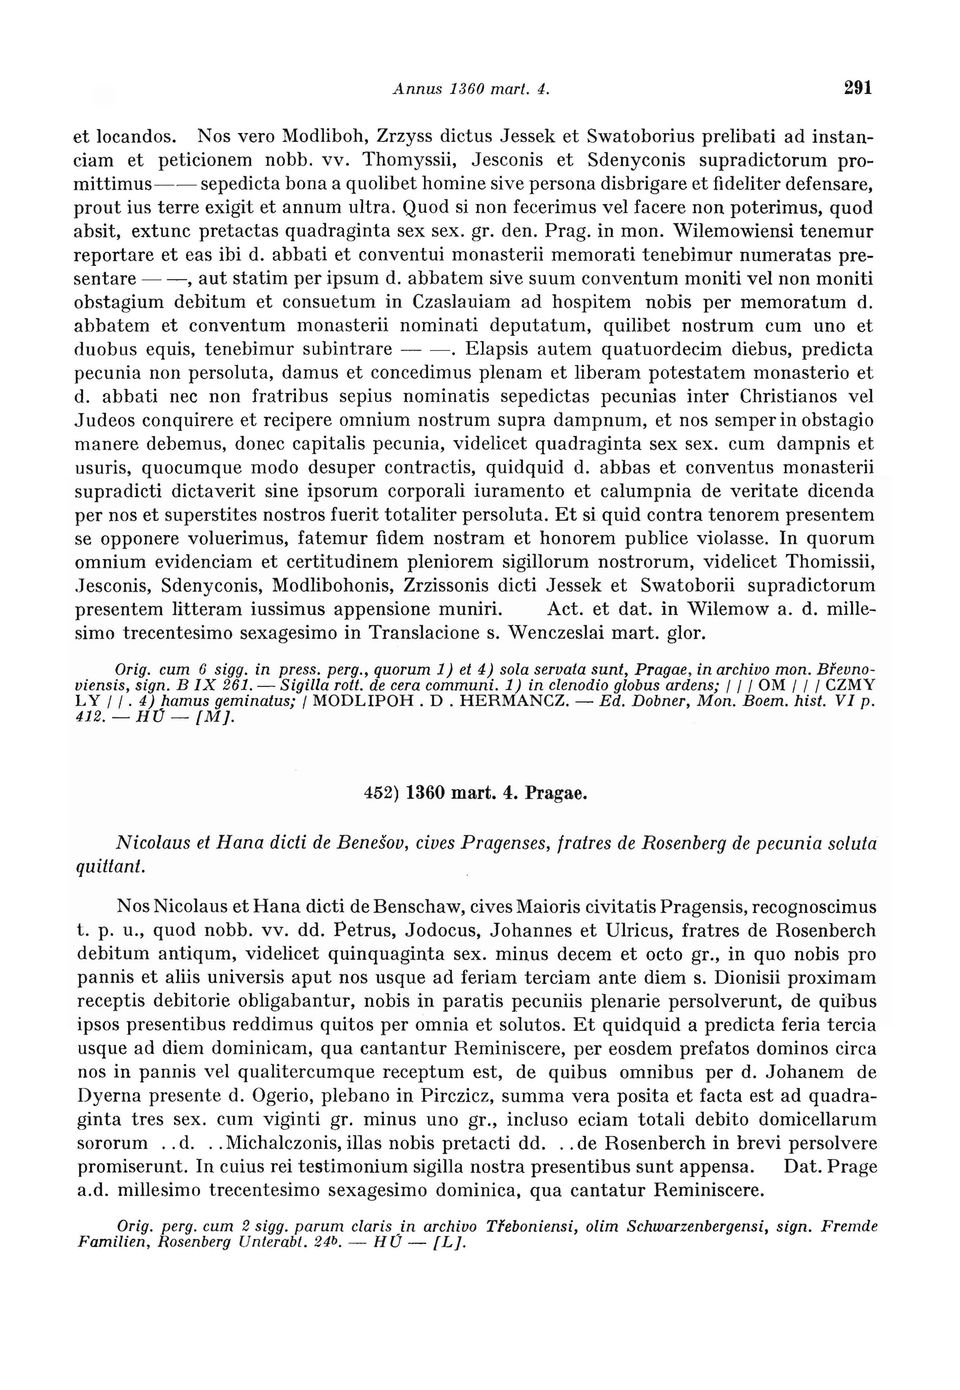 Annus 1360 mart. 4. 291
et locandos. Nos vero Modliboh, Zrzyss dictus Jessek et Swatoborius prelibati ad instan-
ciam et peticionem nobb. vv. Thomyssii, Jesconis et Sdenyconis supradictorum pro-
mittimus — — sepedicta bona a quolibet homine sive persona disbrigare et fideliter defensare,
prout ius terre exigit et annum ultra. Quod si non fecerimus vel facere non poterimus, quod
absit, extunc pretactas quadraginta sex sex. gr. den. Prag. in mon. Wilemowiensi tenemur
reportare et eas ibi d. abbati et conventui monasterii memorati tenebimur numeratas pre-
sentare — —, aut statim per ipsum d. abbatem sive suum conventum moniti vel non moniti
obstagium debitum et consuetum in Czaslauiam ad hospitem nobis per memoratum d.
abbatem et conventum monasterii nominati deputatum, quilibet nostrum cum uno et
duobus equis, tenebimur subintrare — —. Elapsis autem quatuordecim diebus, predicta
pecunia non persoluta, damus et concedimus plenam et liberam potestatem monasterio et
d. abbati nec non fratribus sepius nominatis sepedictas pecunias inter Christianos vel
Judeos conquirere et recipere omnium nostrum supra dampnum, et nos semper in obstagio
manere debemus, donec capitalis pecunia, videlicet quadraginta sex sex. cum dampnis et
usuris, quocumque modo desuper contractis, quidquid d. abbas et conventus monasterii
supradicti dictaverit sine ipsorum corporali iuramento et calumpnia de veritate dicenda
per nos et superstites nostros fuerit totaliter persoluta. Et si quid contra tenorem presentem
se opponere voluerimus, fatemur fidem nostram et honorem publice violasse. In quorum
omnium evidenciam et certitudinem pleniorem sigillorum nostrorum, videlicet Thomissii,
Jesconis, Sdenyconis, Modlibohonis, Zrzissonis dicti Jessek et Swatoborii supradictorum
presentem litteram iussimus appensione muniri. Act. et dat. in Wilemow a. d. mille-
simo trecentesimo sexagesimo in Translacione s. Wenczeslai mart. glor.
Orig. cum 6 sigg. in press. perg., quorum 1) et 4) sola servata sunt, Pragae, in archivo mon. Břevno-
viensis, sign. B IX 261. — Sigilla rott. de cera communi. 1) in clenodio globus ardens; / / / OM / / / CZMY
LY / /. 4) hamus geminatus; / MODLIPOH . D . HERMANCZ. — Ed. Dobner, Mon. Boem. hist. VI p.
412. — HÚ — [M].
452) 1360 mart. 4. Pragae.
Nicolaus et Hana dicti de Benešov, cives Pragenses, fratres de Rosenberg de pecunia soluta
quittant.
Nos Nicolaus et Hana dicti de Benschaw, cives Maioris civitatis Pragensis, recognoscimus
t. p. u., quod nobb. vv. dd. Petrus, Jodocus, Johannes et Ulricus, fratres de Rosenberch
debitum antiqum, videlicet quinquaginta sex. minus decem et octo gr., in quo nobis pro
pannis et aliis universis aput nos usque ad feriam terciam ante diem s. Dionisii proximam
receptis debitorie obligabantur, nobis in paratis pecuniis plenarie persolverunt, de quibus
ipsos presentibus reddimus quitos per omnia et solutos. Et quidquid a predicta feria tercia
usque ad diem dominicam, qua cantantur Reminiscere, per eosdem prefatos dominos circa
nos in pannis vel qualitercumque receptum est, de quibus omnibus per d. Johanem de
Dyerna presente d. Ogerio, plebano in Pirczicz, summa vera posita et facta est ad quadra-
ginta tres sex. cum viginti gr. minus uno gr., incluso eciam totali debito domicellarum
sororum . . d. . . Michalczonis, illas nobis pretacti dd. . . de Rosenberch in brevi persolvere
promiserunt. In cuius rei testimonium sigilla nostra presentibus sunt appensa. Dat. Prage
a.d. millesimo trecentesimo sexagesimo dominica, qua cantatur Reminiscere.
Orig. perg. cum 2 sigg. parum claris in archivo Třeboniensi, olim Schwarzenbergensi, sign. Fremde
Familien, Rosenberg Unterabt. 24b. — HÚ — [L].